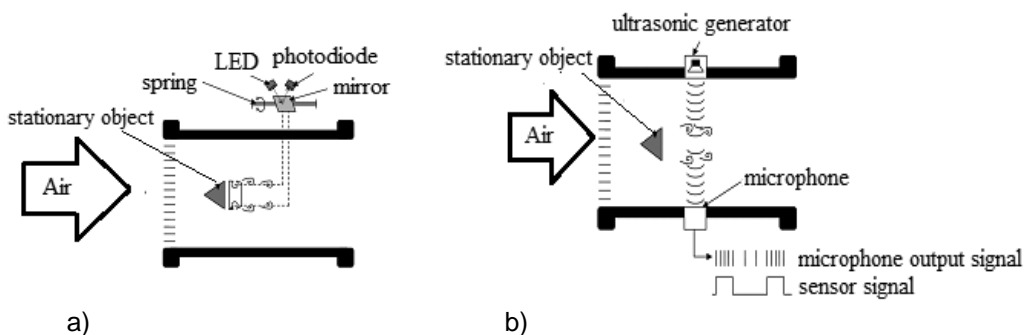 LED
photodiode
spring
mirror
stationary object
Air
a)
ultrasonic generator
stationary object
Air
microphone
microphone output signal
sensor signal
b)